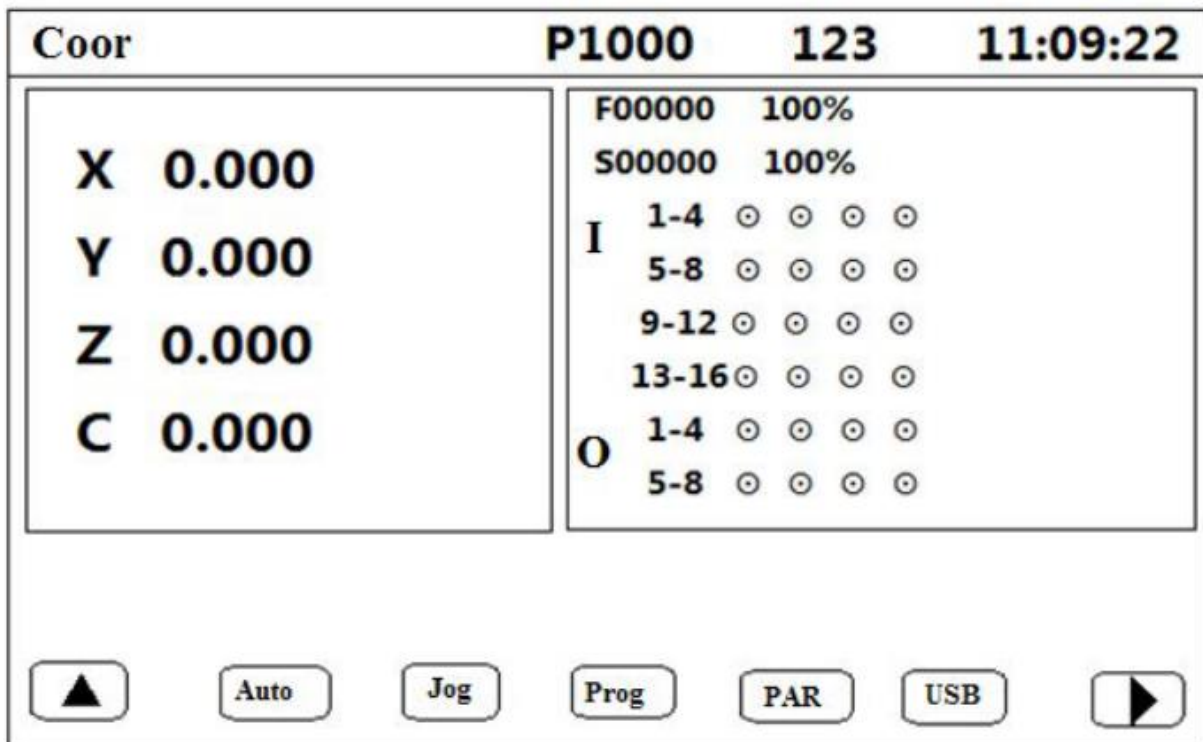 Coor P1000 123 11:09:22
X 0.000
Y 0.000
Z 0.000
C 0.000
F00000 100%
S00000 100%
I
1-4
5-8
9-12
13-16
O
1-4
5-8
Auto Jog Prog PAR USB